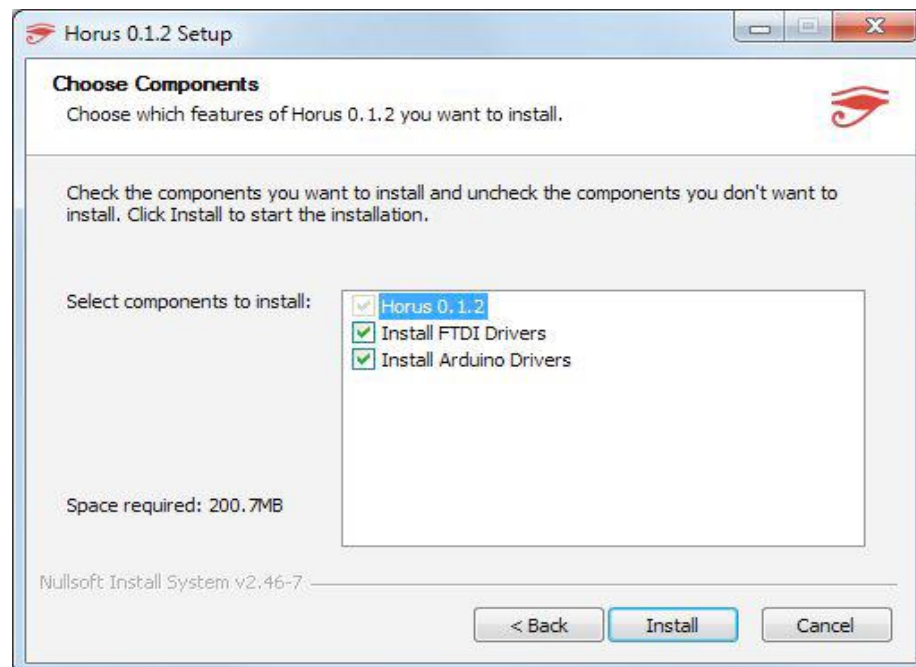 Horus 0.1.2 Setup
Choose Components
Choose which features of Horus 0.1.2 you want to install.
Check the components you want to install and uncheck the components you don't want to
install. Click Install to start the installation.
Select components to install:
Horus 0.1.2
Install FTDI Drivers
Install Arduino Drivers
Space required: 200.7MB
Nullsoft Install System v2.46-7
< Back
Install
Cancel